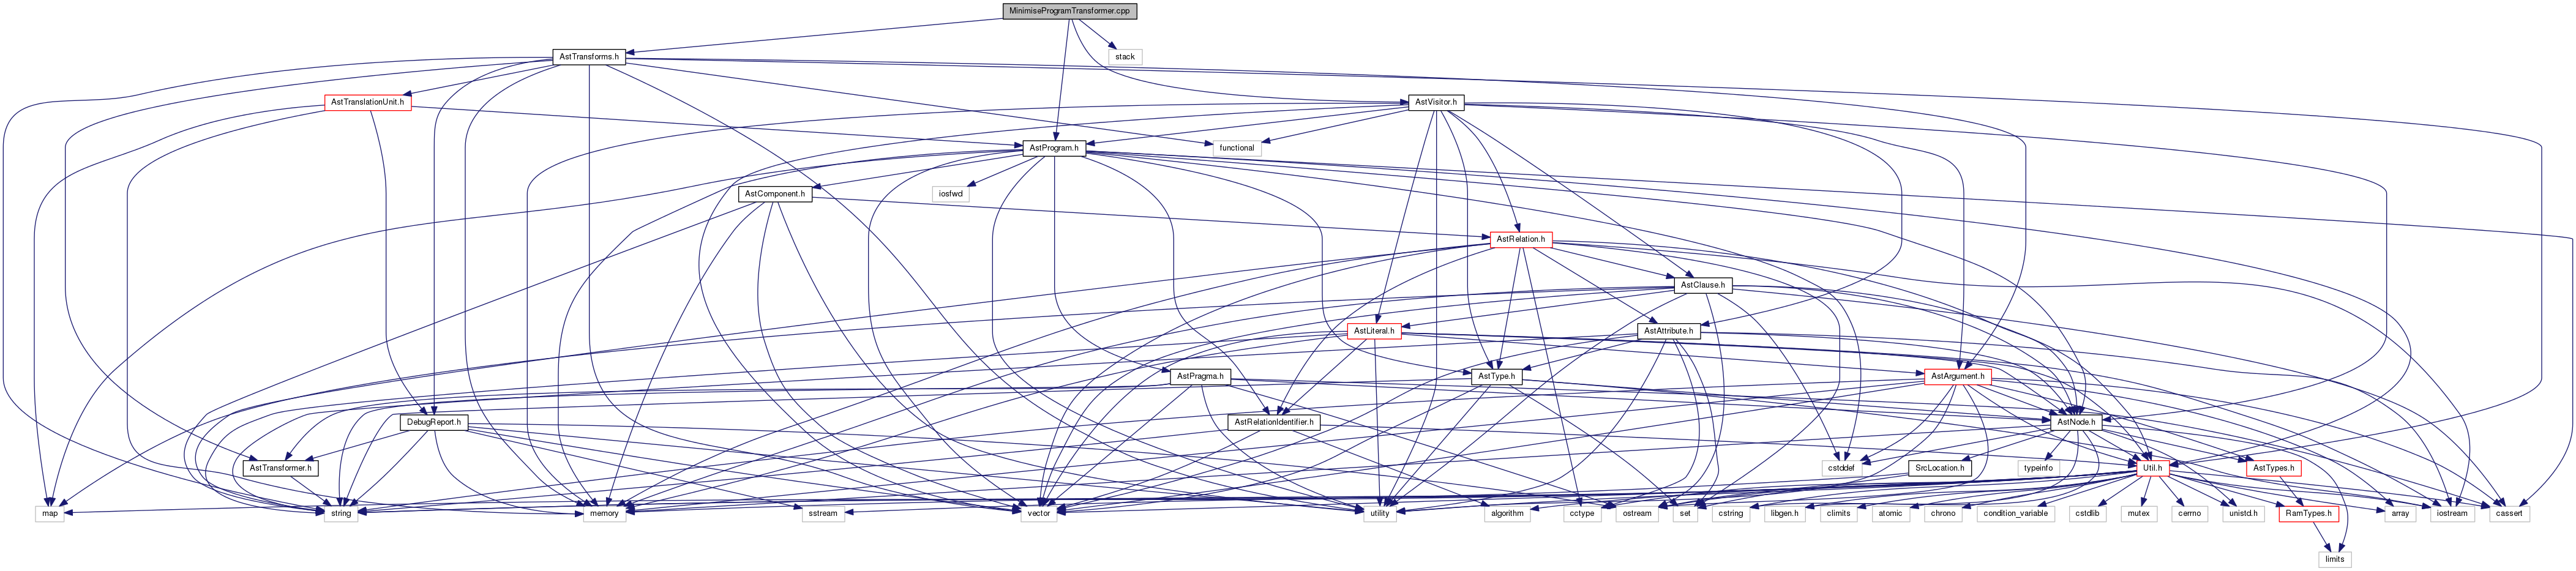 MinimiseProgramTransformer.cpp
AstTransforms.h
stack
AstTranslationUnit.h
AstVisitor.h
functional
AstProgram.h
AstComponent.h
iosfwd
AstRelation.h
AstClause.h
AstLiteral.h
AstAttribute.h
AstPragma.h
AstType.h
AstArgument.h
DebugReport.h
AstRelationIdentifier.h
AstNode.h
AstTransformer.h
cstddef
SrcLocation.h
typeinfo
Util.h
AstTypes.h
map
string
memory
sstream
vector
utility
algorithm
cctype
ostream
set
cstring
libgen.h
climits
atomic
chrono
condition_variable
cstdlib
mutex
cerrno
unistd.h
RamTypes.h
array
iostream
cassert
limits